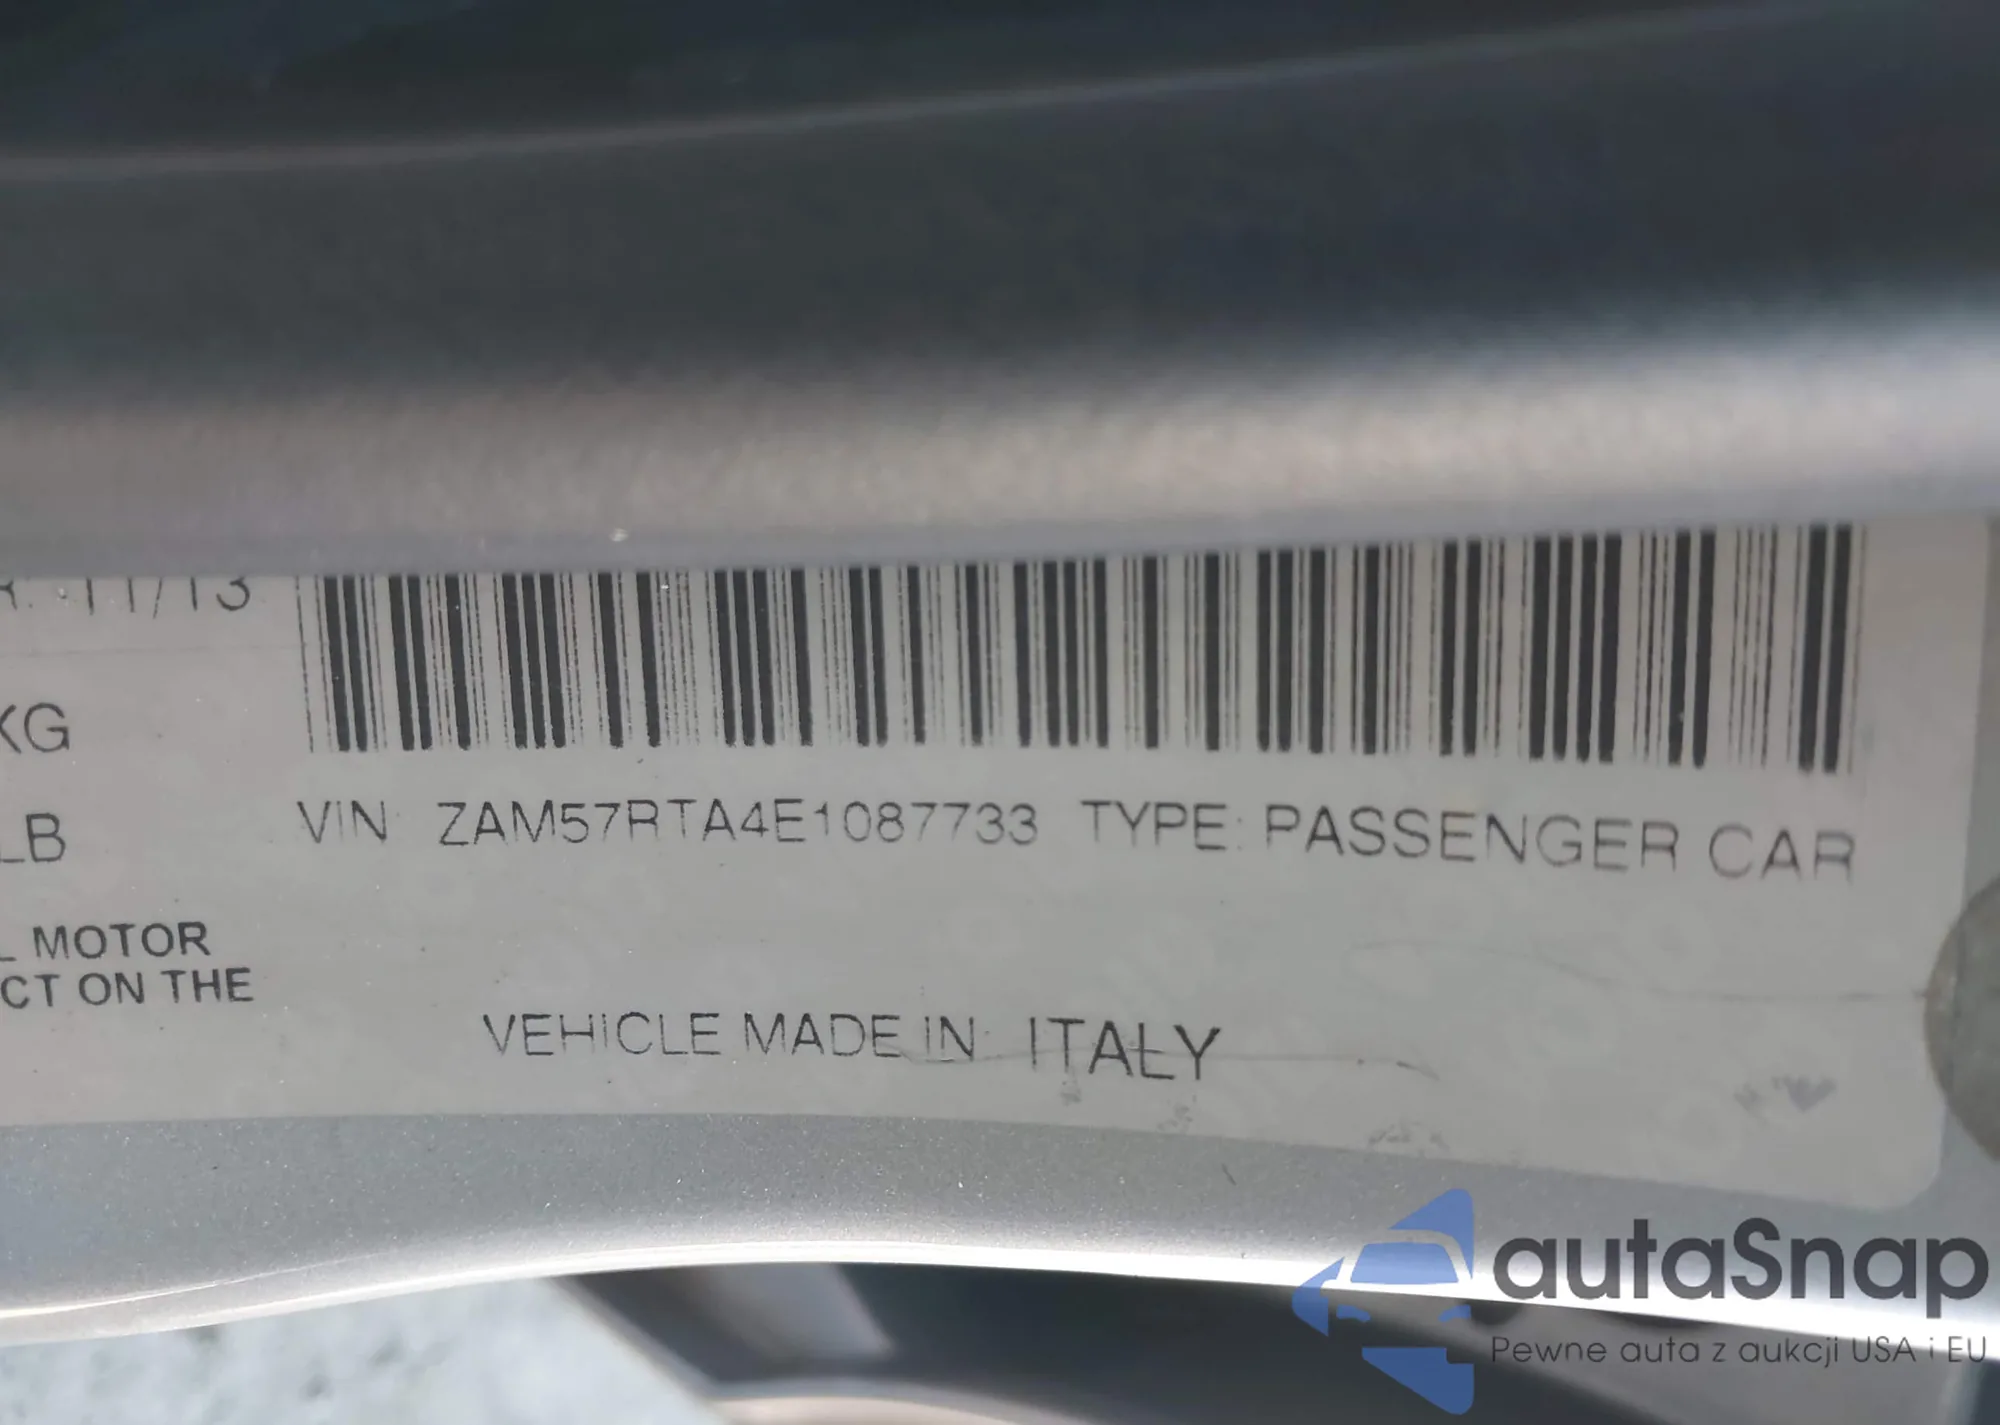 11/13
KG
LB
VIN: ZAM57RTA4E1087733 TYPE: PASSENGER CAR
MOTOR
CT ON THE
VEHICLE MADE IN: ITALY
autaSnap
Pewne auta z aukcji USA i EU